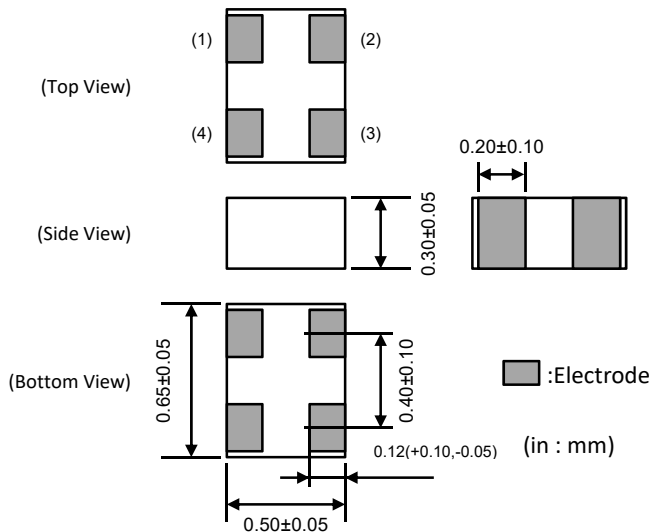 (1)
(2)
(Top View)
(4)
(3)
0.20±0.10
(Side View)
0.30±0.05
(Bottom View)
0.65±0.05
0.40±0.10
:Electrode
0.12(+0.10,-0.05)
(in : mm)
0.50±0.05